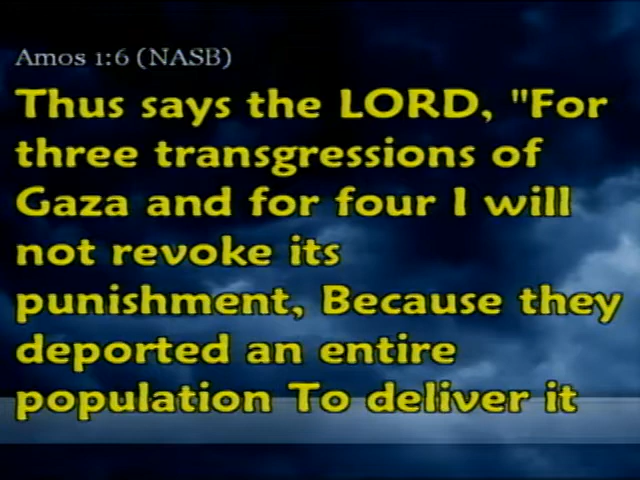 Amos 1:6 (NASB)
Thus says the LORD, "For
three transgressions of
Gaza and for four I will
not revoke its
punishment, Because they
deported an entire
population To deliver it